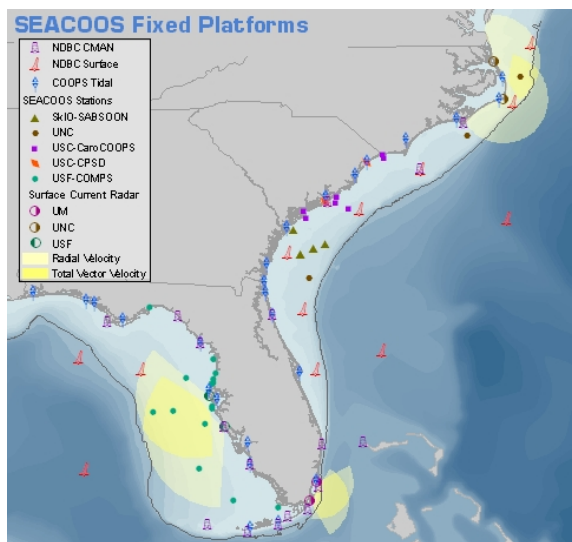 SEACOOS Fixed Platforms
NDBC CMAN
NDBC Surface
COOPS Tidal
SEACOOS Stations
SkIO-SABSOON
UNC
USC-CaroCOOPS
USC-CPSD
USF-COMPS
Surface Current Radar
UM
UNC
USF
Radial Velocity
Total Vector Velocity